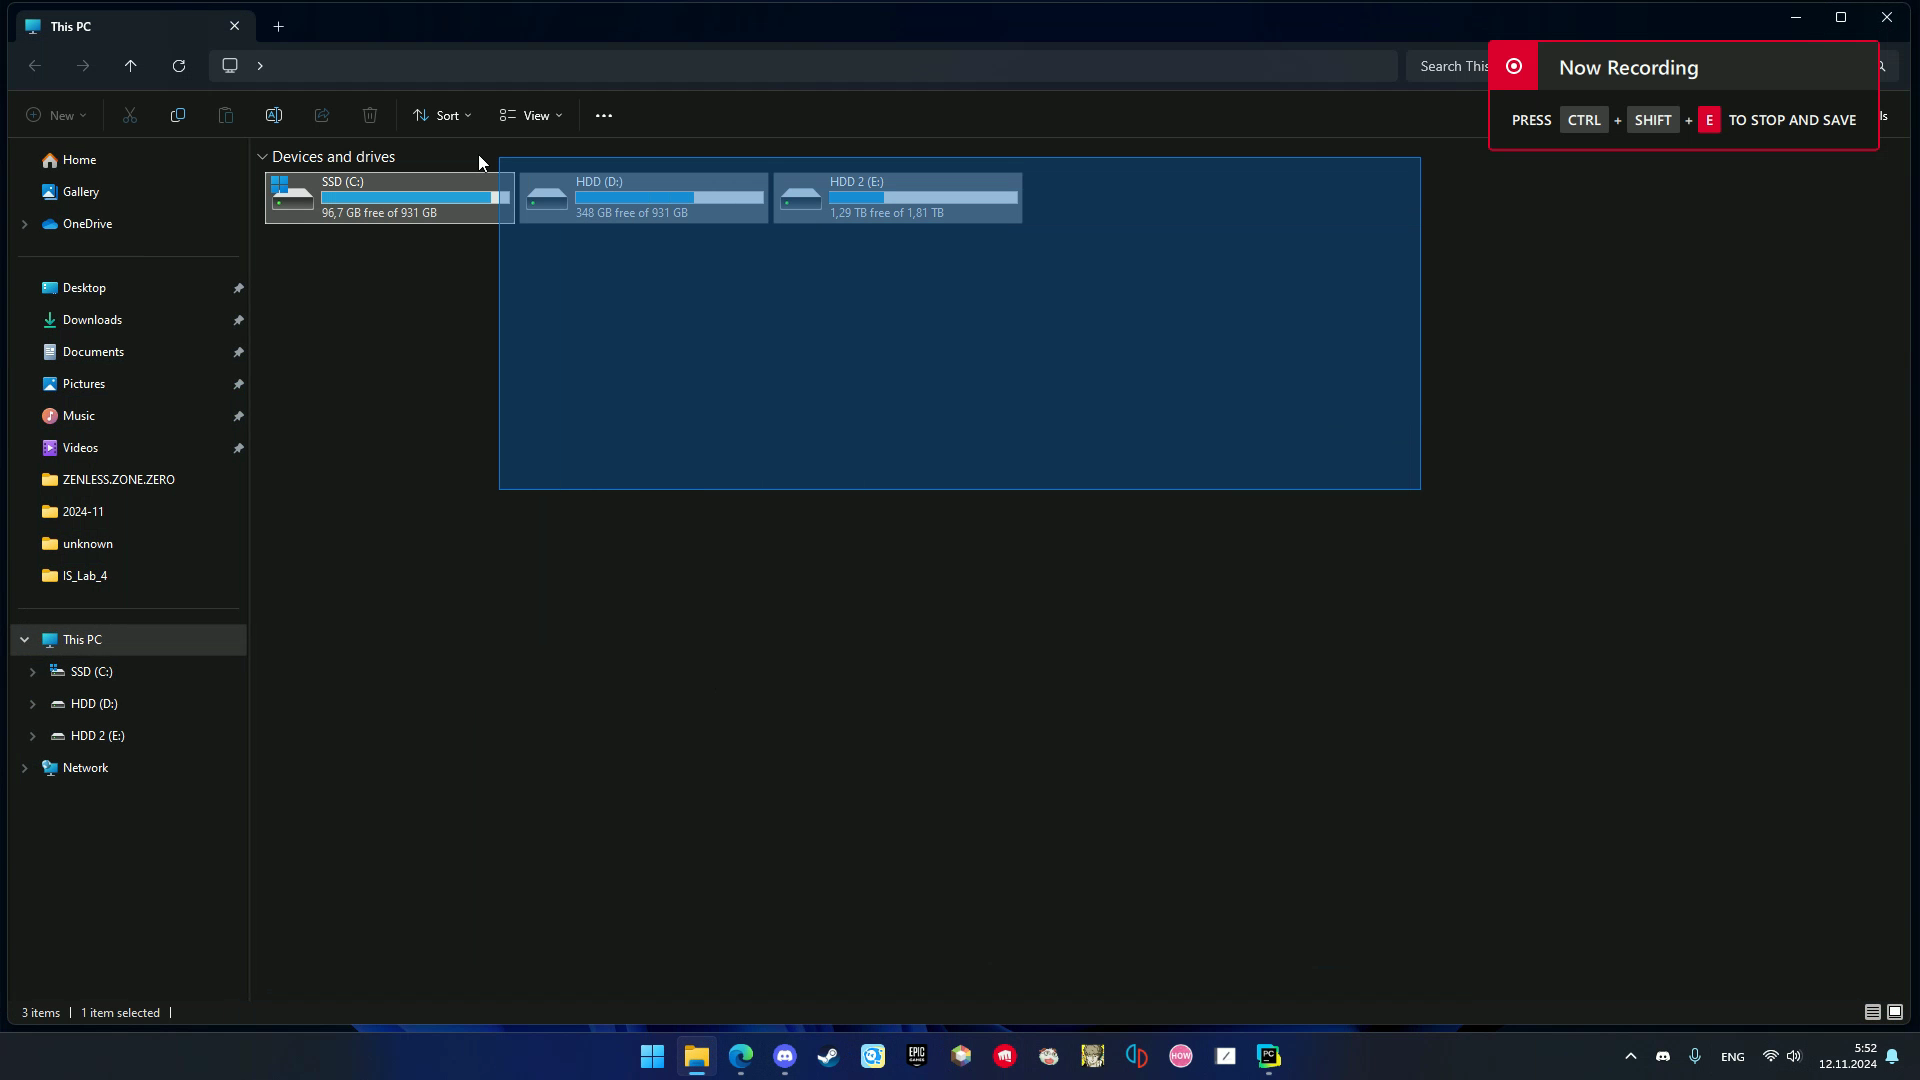 This PC
Search This
Now Recording
PRESS CTRL + SHIFT + E TO STOP AND SAVE
New
Sort
View
ls
Devices and drives
SSD (C:)
96,7 GB free of 931 GB
HDD (D:)
348 GB free of 931 GB
HDD 2 (E:)
1,29 TB free of 1,81 TB
Home
Gallery
OneDrive
Desktop
Downloads
Documents
Pictures
Music
Videos
ZENLESS.ZONE.ZERO
2024-11
unknown
IS_Lab_4
This PC
SSD (C:)
HDD (D:)
HDD 2 (E:)
Network
3 items
1 item selected
EPIC GAMES
HOW
PC
ENG
5:52
12.11.2024